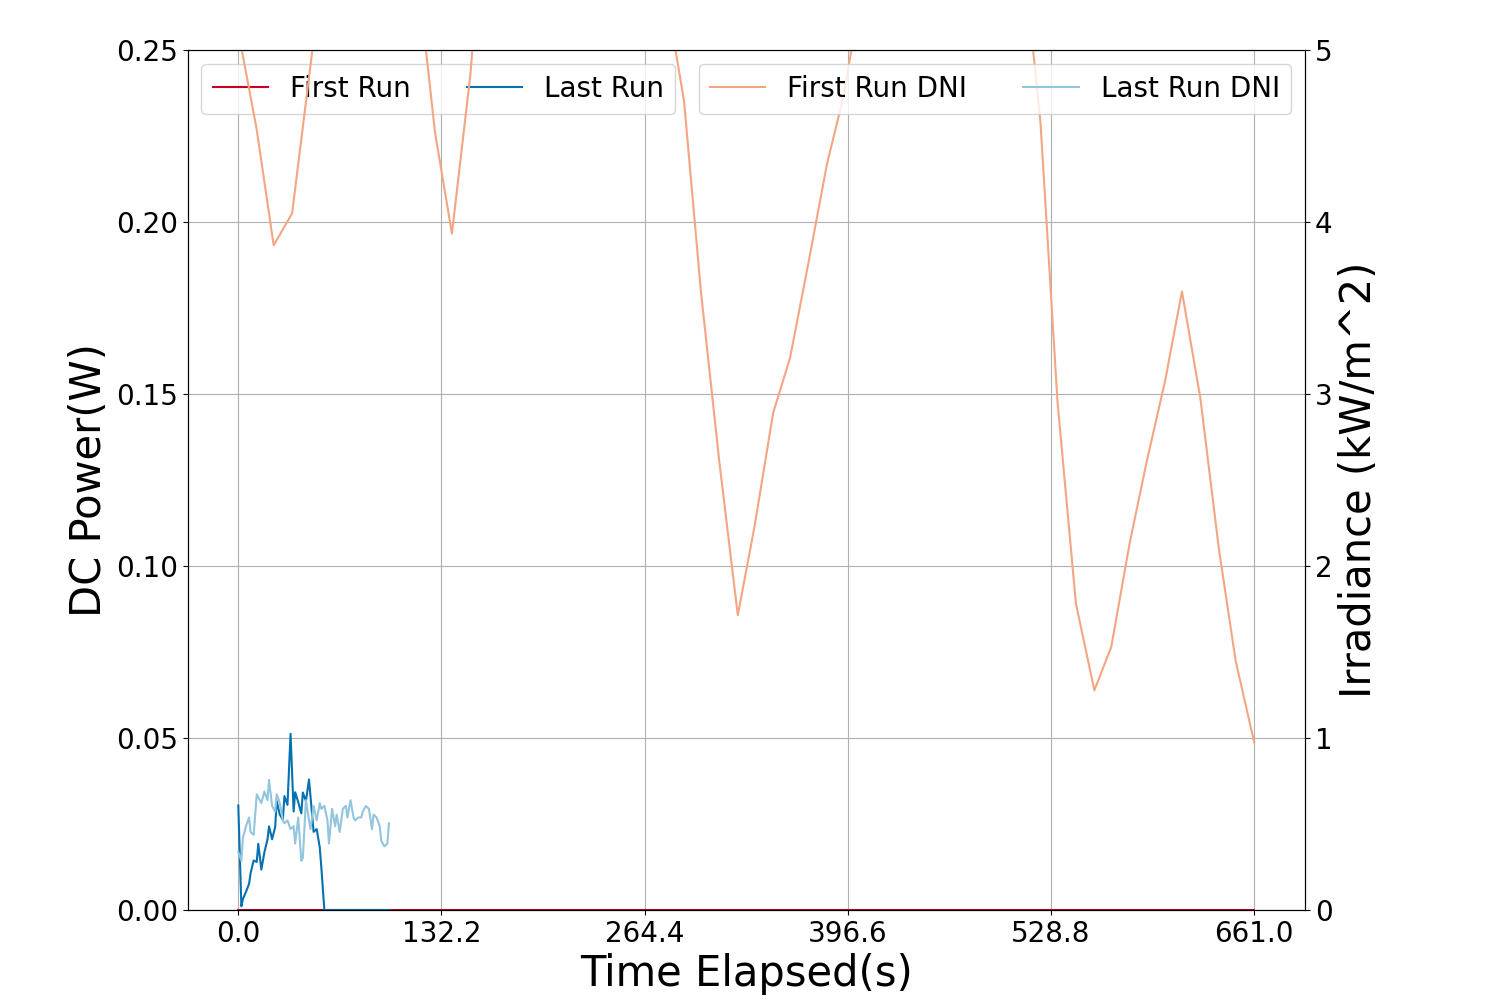 First Run
Last Run
First Run DNI
Last Run DNI
0.25
0.20
0.15
0.10
0.05
0.00
DC Power(W)
5
4
3
2
1
0
Irradiance (kW/m^2)
0.0 132.2 264.4 396.6 528.8 661.0
Time Elapsed(s)